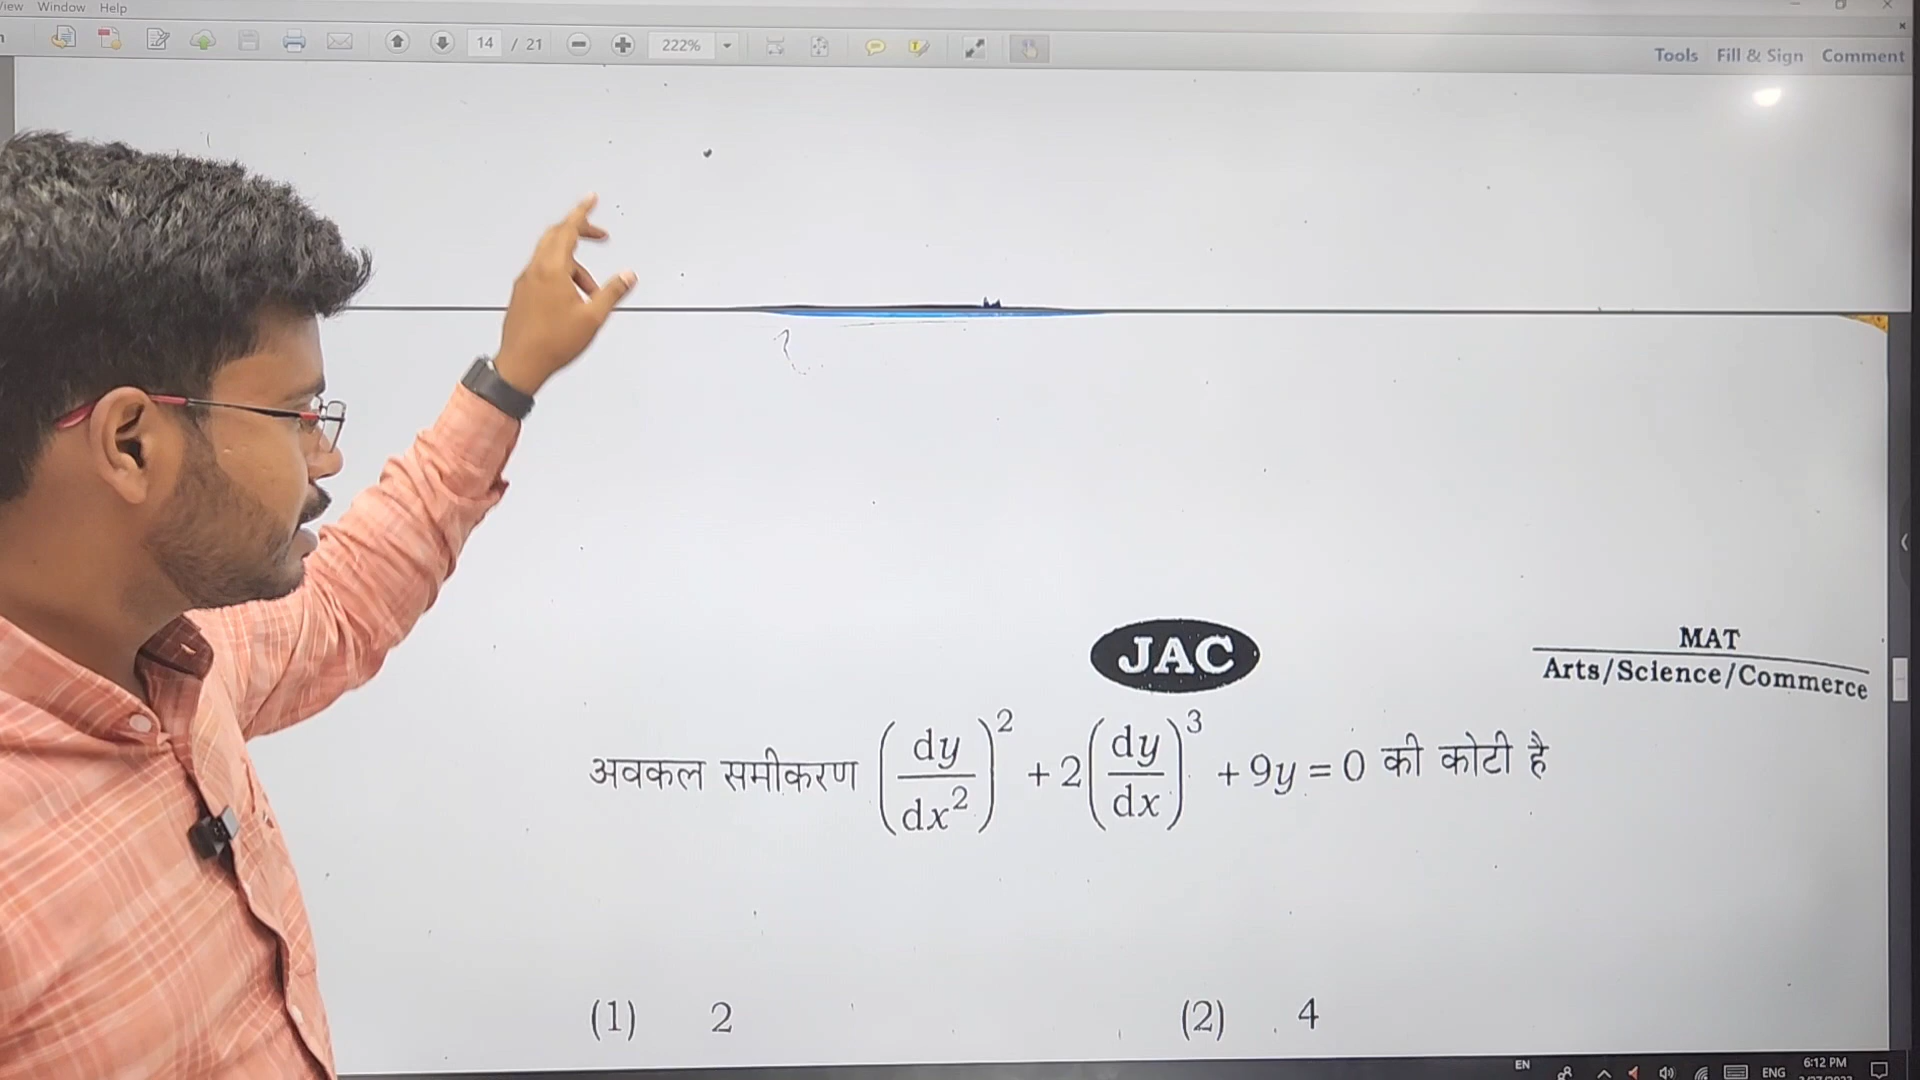 View Window Help
14 / 21 222%
Tools Fill & Sign Comment
JAC
MAT
Arts/Science/Commerce
अवकल समीकरण (dy/dx²)² + 2(dy/dx)³ + 9y = 0 की कोटी है
(1) 2 (2) 4
EN ENG 6:12 PM